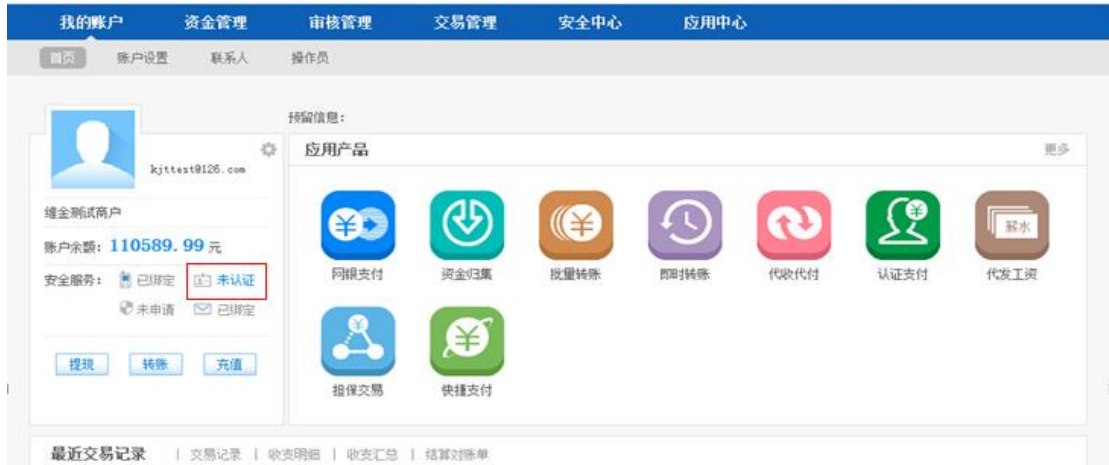 我的账户 资金管理 审核管理 交易管理 安全中心 应用中心
首页 账户设置 联系人 操作员
预留信息:
kjttest@126.com
应用产品 更多
维金测试商户
账户余额: 110589.99 元
安全服务: 已绑定 未认证
未申请 已绑定
提现 转账 充值
薪水
网银支付 资金归集 批量转账 即时转账 代收代付 认证支付 代发工资
担保交易 快捷支付
最近交易记录 | 交易记录 | 收支明细 | 收支汇总 | 结算对账单